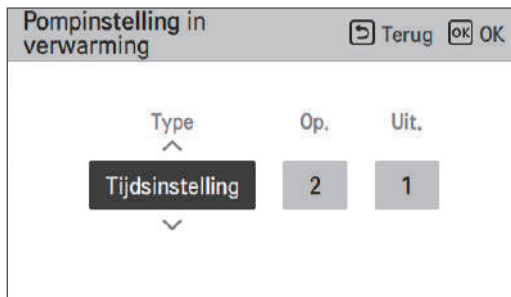 Pompinstelling in
verwarming
Terug OK OK
Type Op. Uit.
Tijdsinstelling 2 1